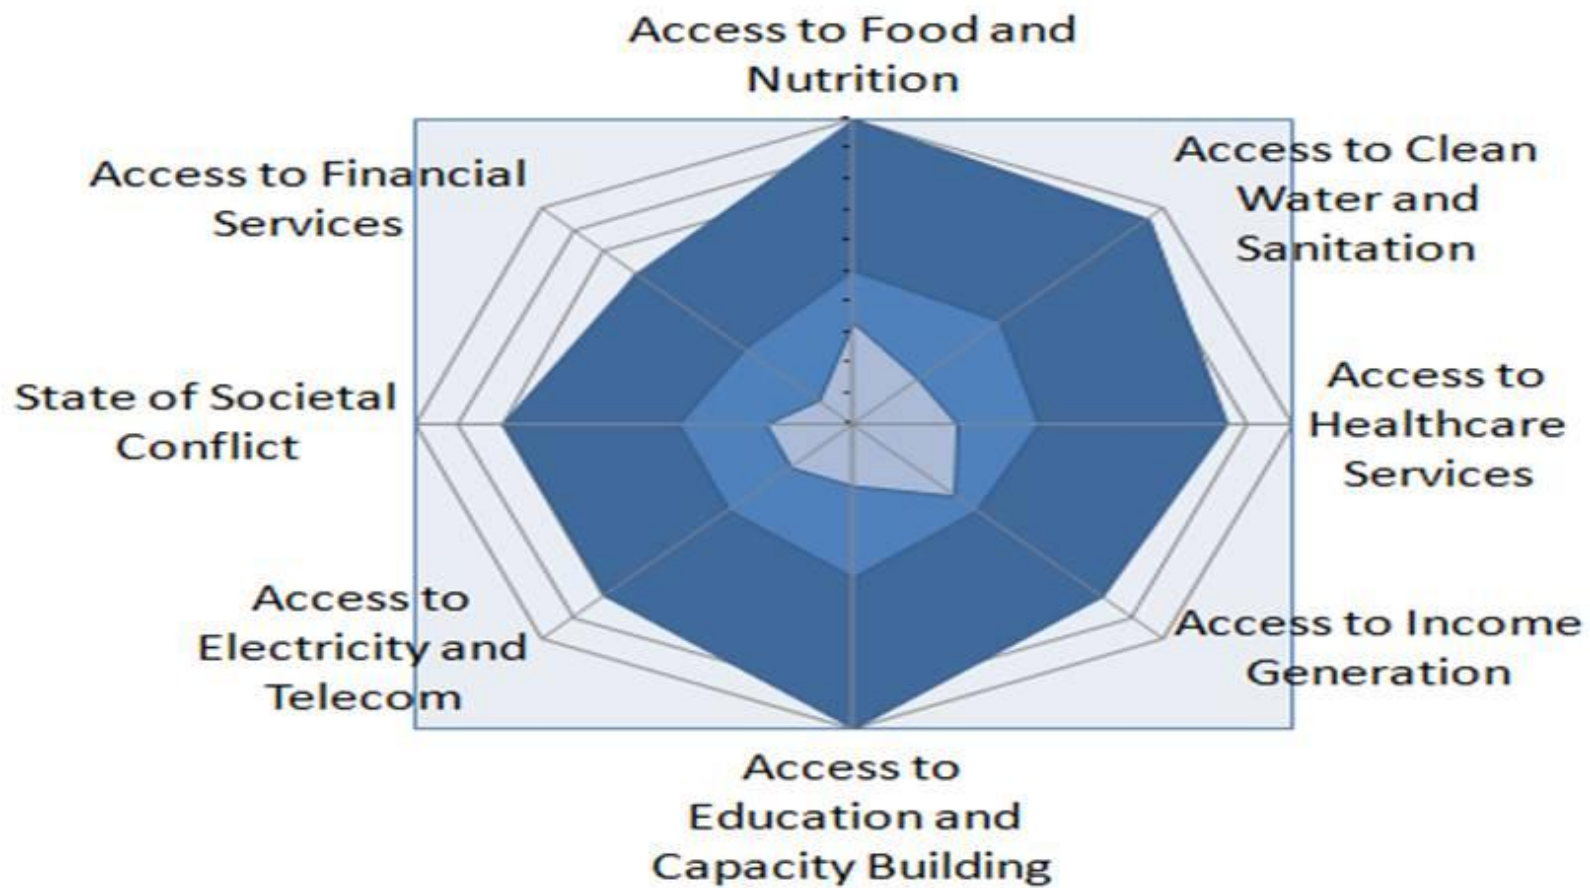 Access to Food and
Nutrition
Access to Clean
Water and
Sanitation
Access to
Healthcare
Services
Access to Income
Generation
Access to
Education and
Capacity Building
Access to
Electricity and
Telecom
State of Societal
Conflict
Access to Financial
Services